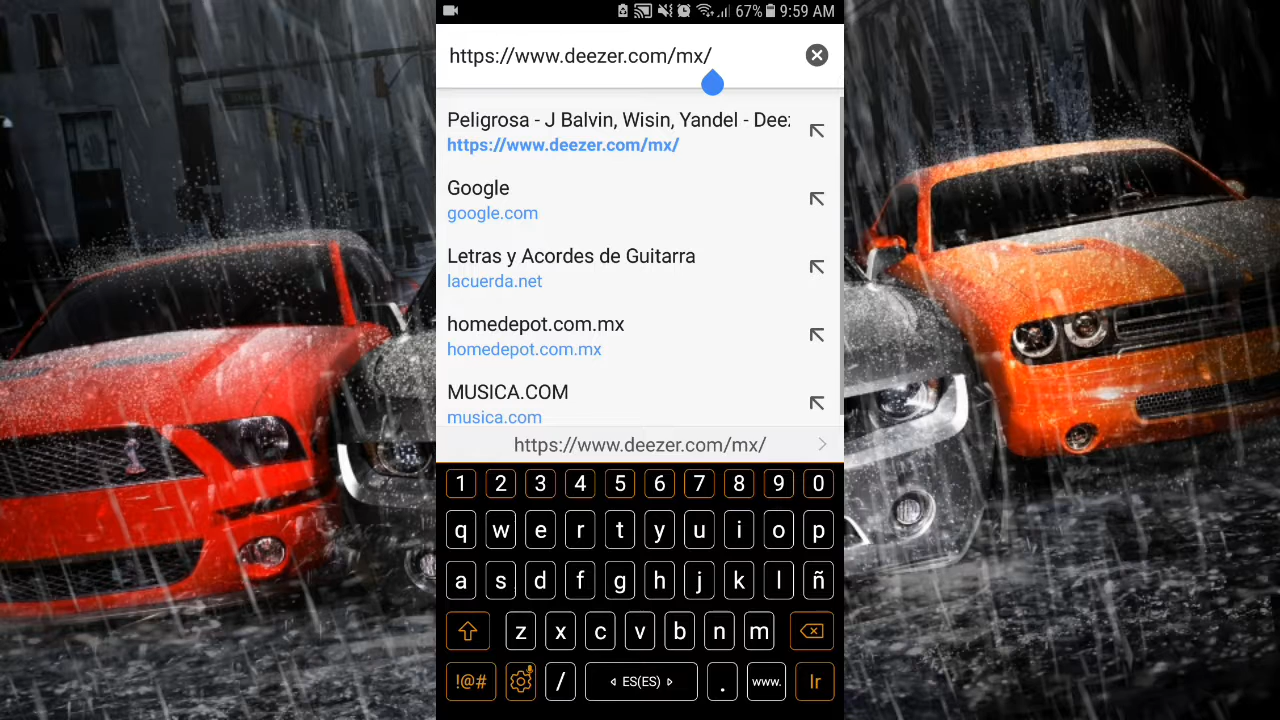 67% 9:59 AM
https://www.deezer.com/mx/
Peligrosa - J Balvin, Wisin, Yandel - Deez
https://www.deezer.com/mx/
Google
google.com
Letras y Acordes de Guitarra
lacuerda.net
homedepot.com.mx
homedepot.com.mx
MUSICA.COM
musica.com
https://www.deezer.com/mx/
1 2 3 4 5 6 7 8 9 0
q w e r t y u i o p
a s d f g h j k l ñ
z x c v b n m
!@# / ES(ES) . www. Ir